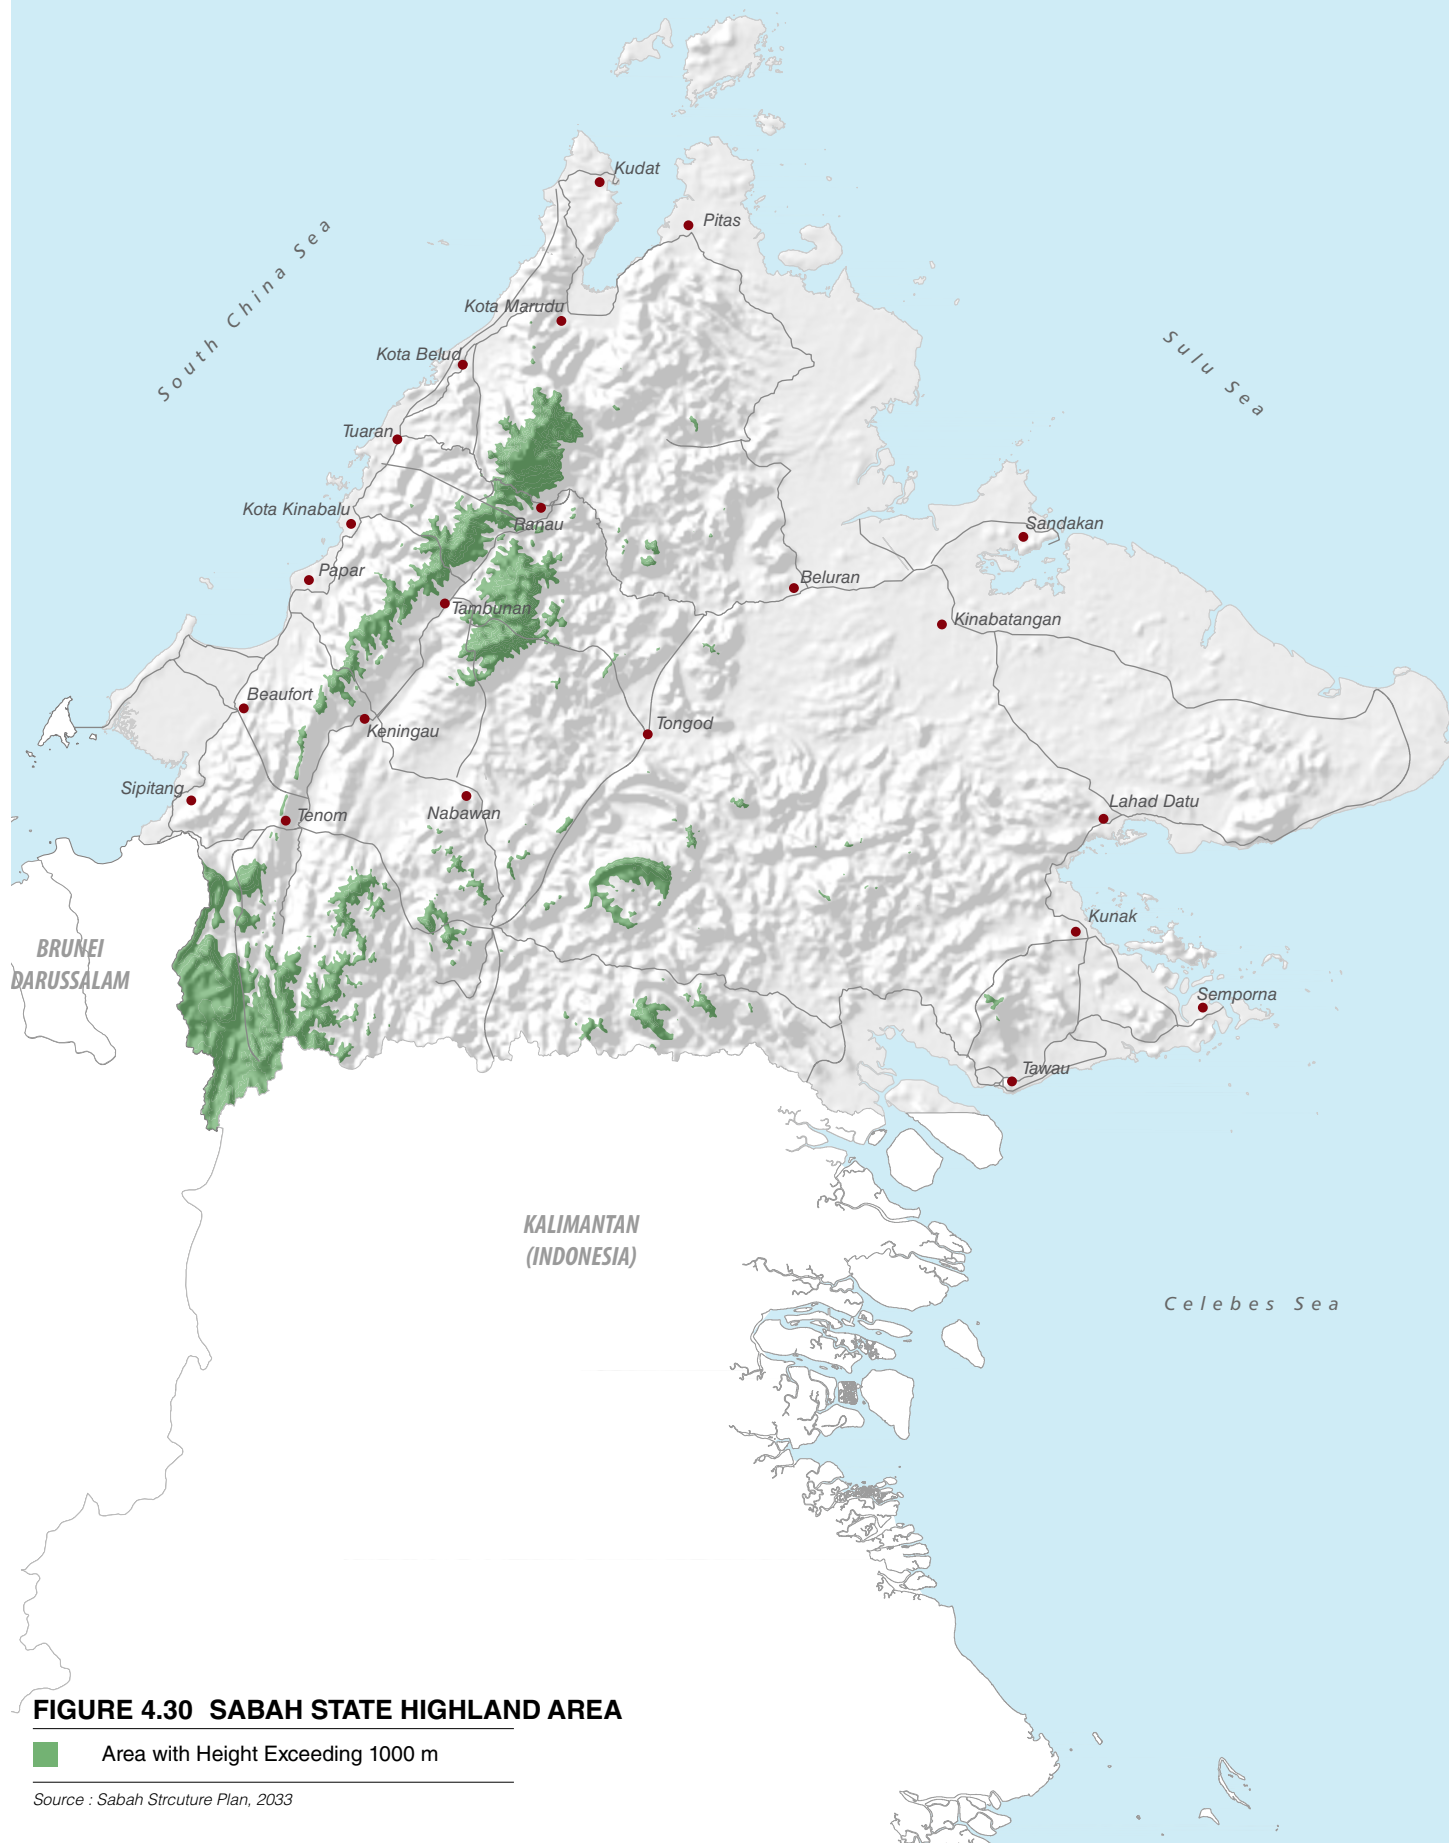 Kudat
Pitas
South China Sea
Kota Marudu
Sulu Sea
Kota Belud
Tuaran
Kota Kinabalu
Ranau
Sandakan
Papar
Beluran
Tambunan
Kinabatangan
Beaufort
Keningau
Tongod
Sipitang
Tenom
Nabawan
Lahad Datu
Kunak
BRUNEI
DARUSSALAM
Semporna
Tawau
KALIMANTAN
(INDONESIA)
Celebes Sea
FIGURE 4.30 SABAH STATE HIGHLAND AREA
Area with Height Exceeding 1000 m
Source : Sabah Strcuture Plan, 2033